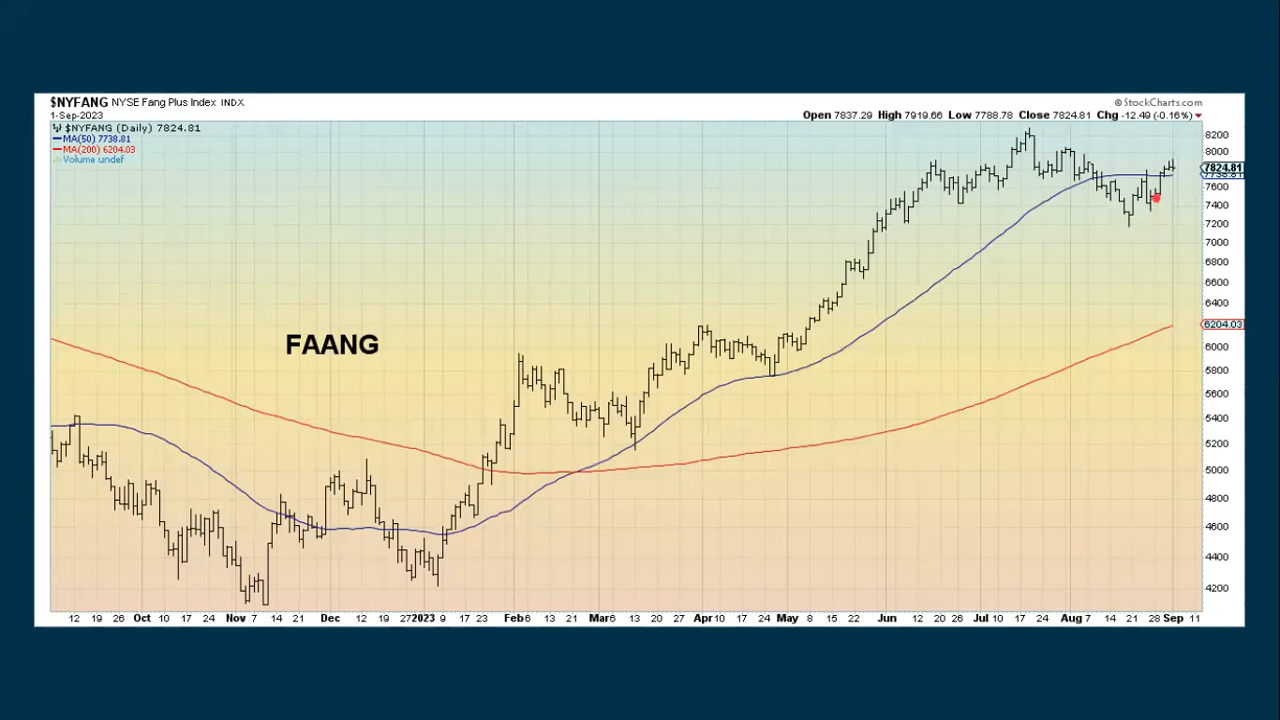 $NYFANG NYSE Fang Plus Index INDX
© StockCharts.com
1-Sep-2023
Open 7837.29 High 7919.66 Low 7788.78 Close 7824.81 Chg -12.49 (-0.16%)
$NYFANG (Daily) 7824.81
MA(50) 7738.81
MA(200) 6204.03
Volume undef
8200
8000
7824.81
7738.81
7600
7400
7200
7000
6800
6600
6400
6204.03
6000
5800
5600
5400
5200
5000
4800
4600
4400
4200
FAANG
12 19 26 Oct 10 17 24 Nov 7 14 21 Dec 12 19 27 2023 9 17 23 Feb 6 13 21 Mar 6 13 20 27 Apr 10 17 24 May 8 15 22 Jun 12 20 26 Jul 10 17 24 Aug 7 14 21 28 Sep 11